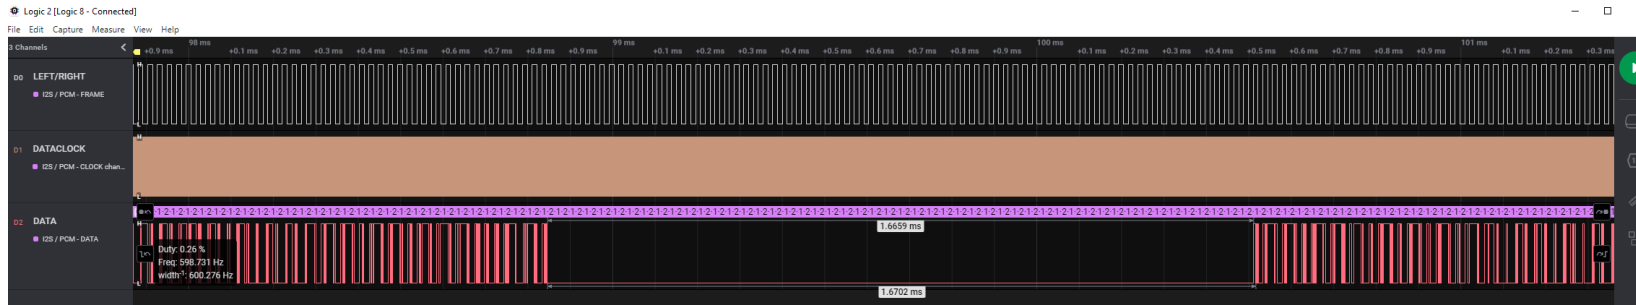 Logic 2 [Logic 8 - Connected]
File Edit Capture Measure View Help
3 Channels
98 ms 99 ms 100 ms 101 ms
+0.9 ms +0.1 ms +0.2 ms +0.3 ms +0.4 ms +0.5 ms +0.6 ms +0.7 ms +0.8 ms +0.9 ms +0.1 ms +0.2 ms +0.3 ms +0.4 ms +0.5 ms +0.6 ms +0.7 ms +0.8 ms +0.9 ms +0.1 ms +0.2 ms +0.3 ms +0.4 ms +0.5 ms +0.6 ms +0.7 ms +0.8 ms +0.9 ms +0.1 ms +0.2 ms +0.3 ms
D0 LEFT/RIGHT
I2S / PCM - FRAME
D1 DATACLOCK
I2S / PCM - CLOCK chan...
D2 DATA
I2S / PCM - DATA
1.6659 ms
Duty: 0.26 %
Freq: 598.731 Hz
width⁻¹: 600.276 Hz
1.6702 ms